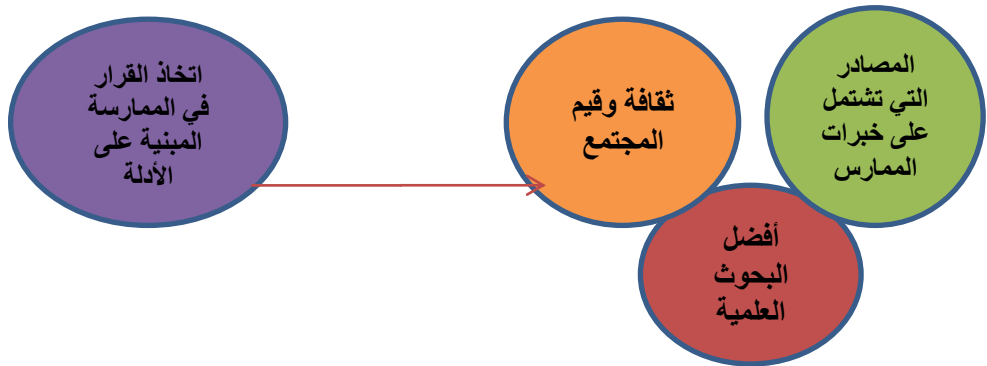 المصادر
التي تشتمل
على خبرات
الممارس
ثقافة وقيم
المجتمع
أفضل
البحوث
العلمية
اتخاذ القرار
في الممارسة
المبنية على
الأدلة